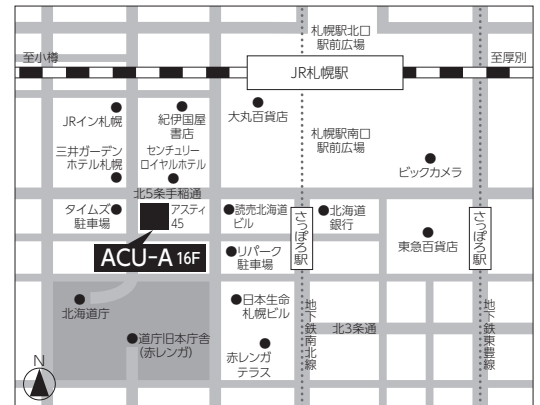 札幌駅北口
駅前広場
至小樽
至厚別
JR札幌駅
JRイン札幌
紀伊国屋
書店
大丸百貨店
札幌駅南口
駅前広場
三井ガーデン
ホテル札幌
センチュリー
ロイヤルホテル
ビックカメラ
北5条手稲通
タイムズ
駐車場
アスティ
45
読売北海道
ビル
さっぽろ駅
北海道
銀行
東急百貨店
さっぽろ駅
ACU-A 16F
リパーク
駐車場
北海道庁
日本生命
札幌ビル
地下鉄南北線
北3条通
地下鉄東豊線
道庁旧本庁舎
(赤レンガ)
赤レンガ
テラス
N